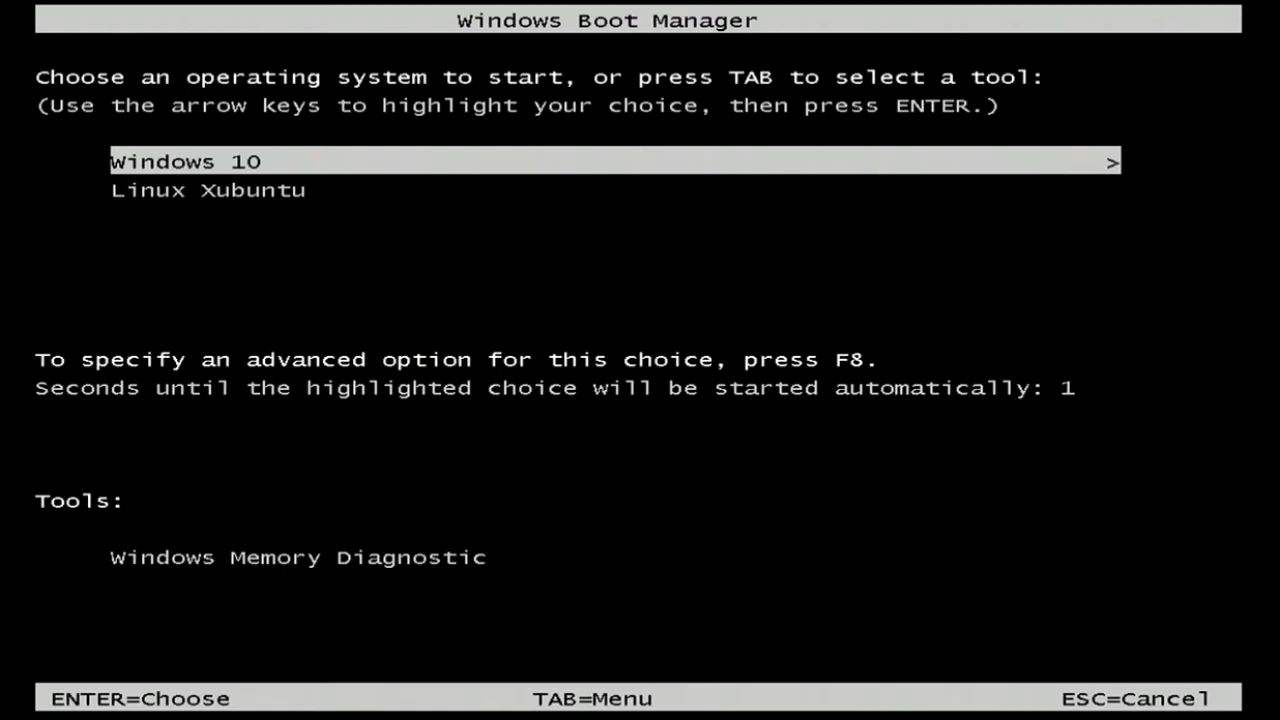 Windows Boot Manager
Choose an operating system to start, or press TAB to select a tool:
(Use the arrow keys to highlight your choice, then press ENTER.)
Windows 10 >
Linux Xubuntu
To specify an advanced option for this choice, press F8.
Seconds until the highlighted choice will be started automatically: 1
Tools:
Windows Memory Diagnostic
ENTER=Choose TAB=Menu ESC=Cancel